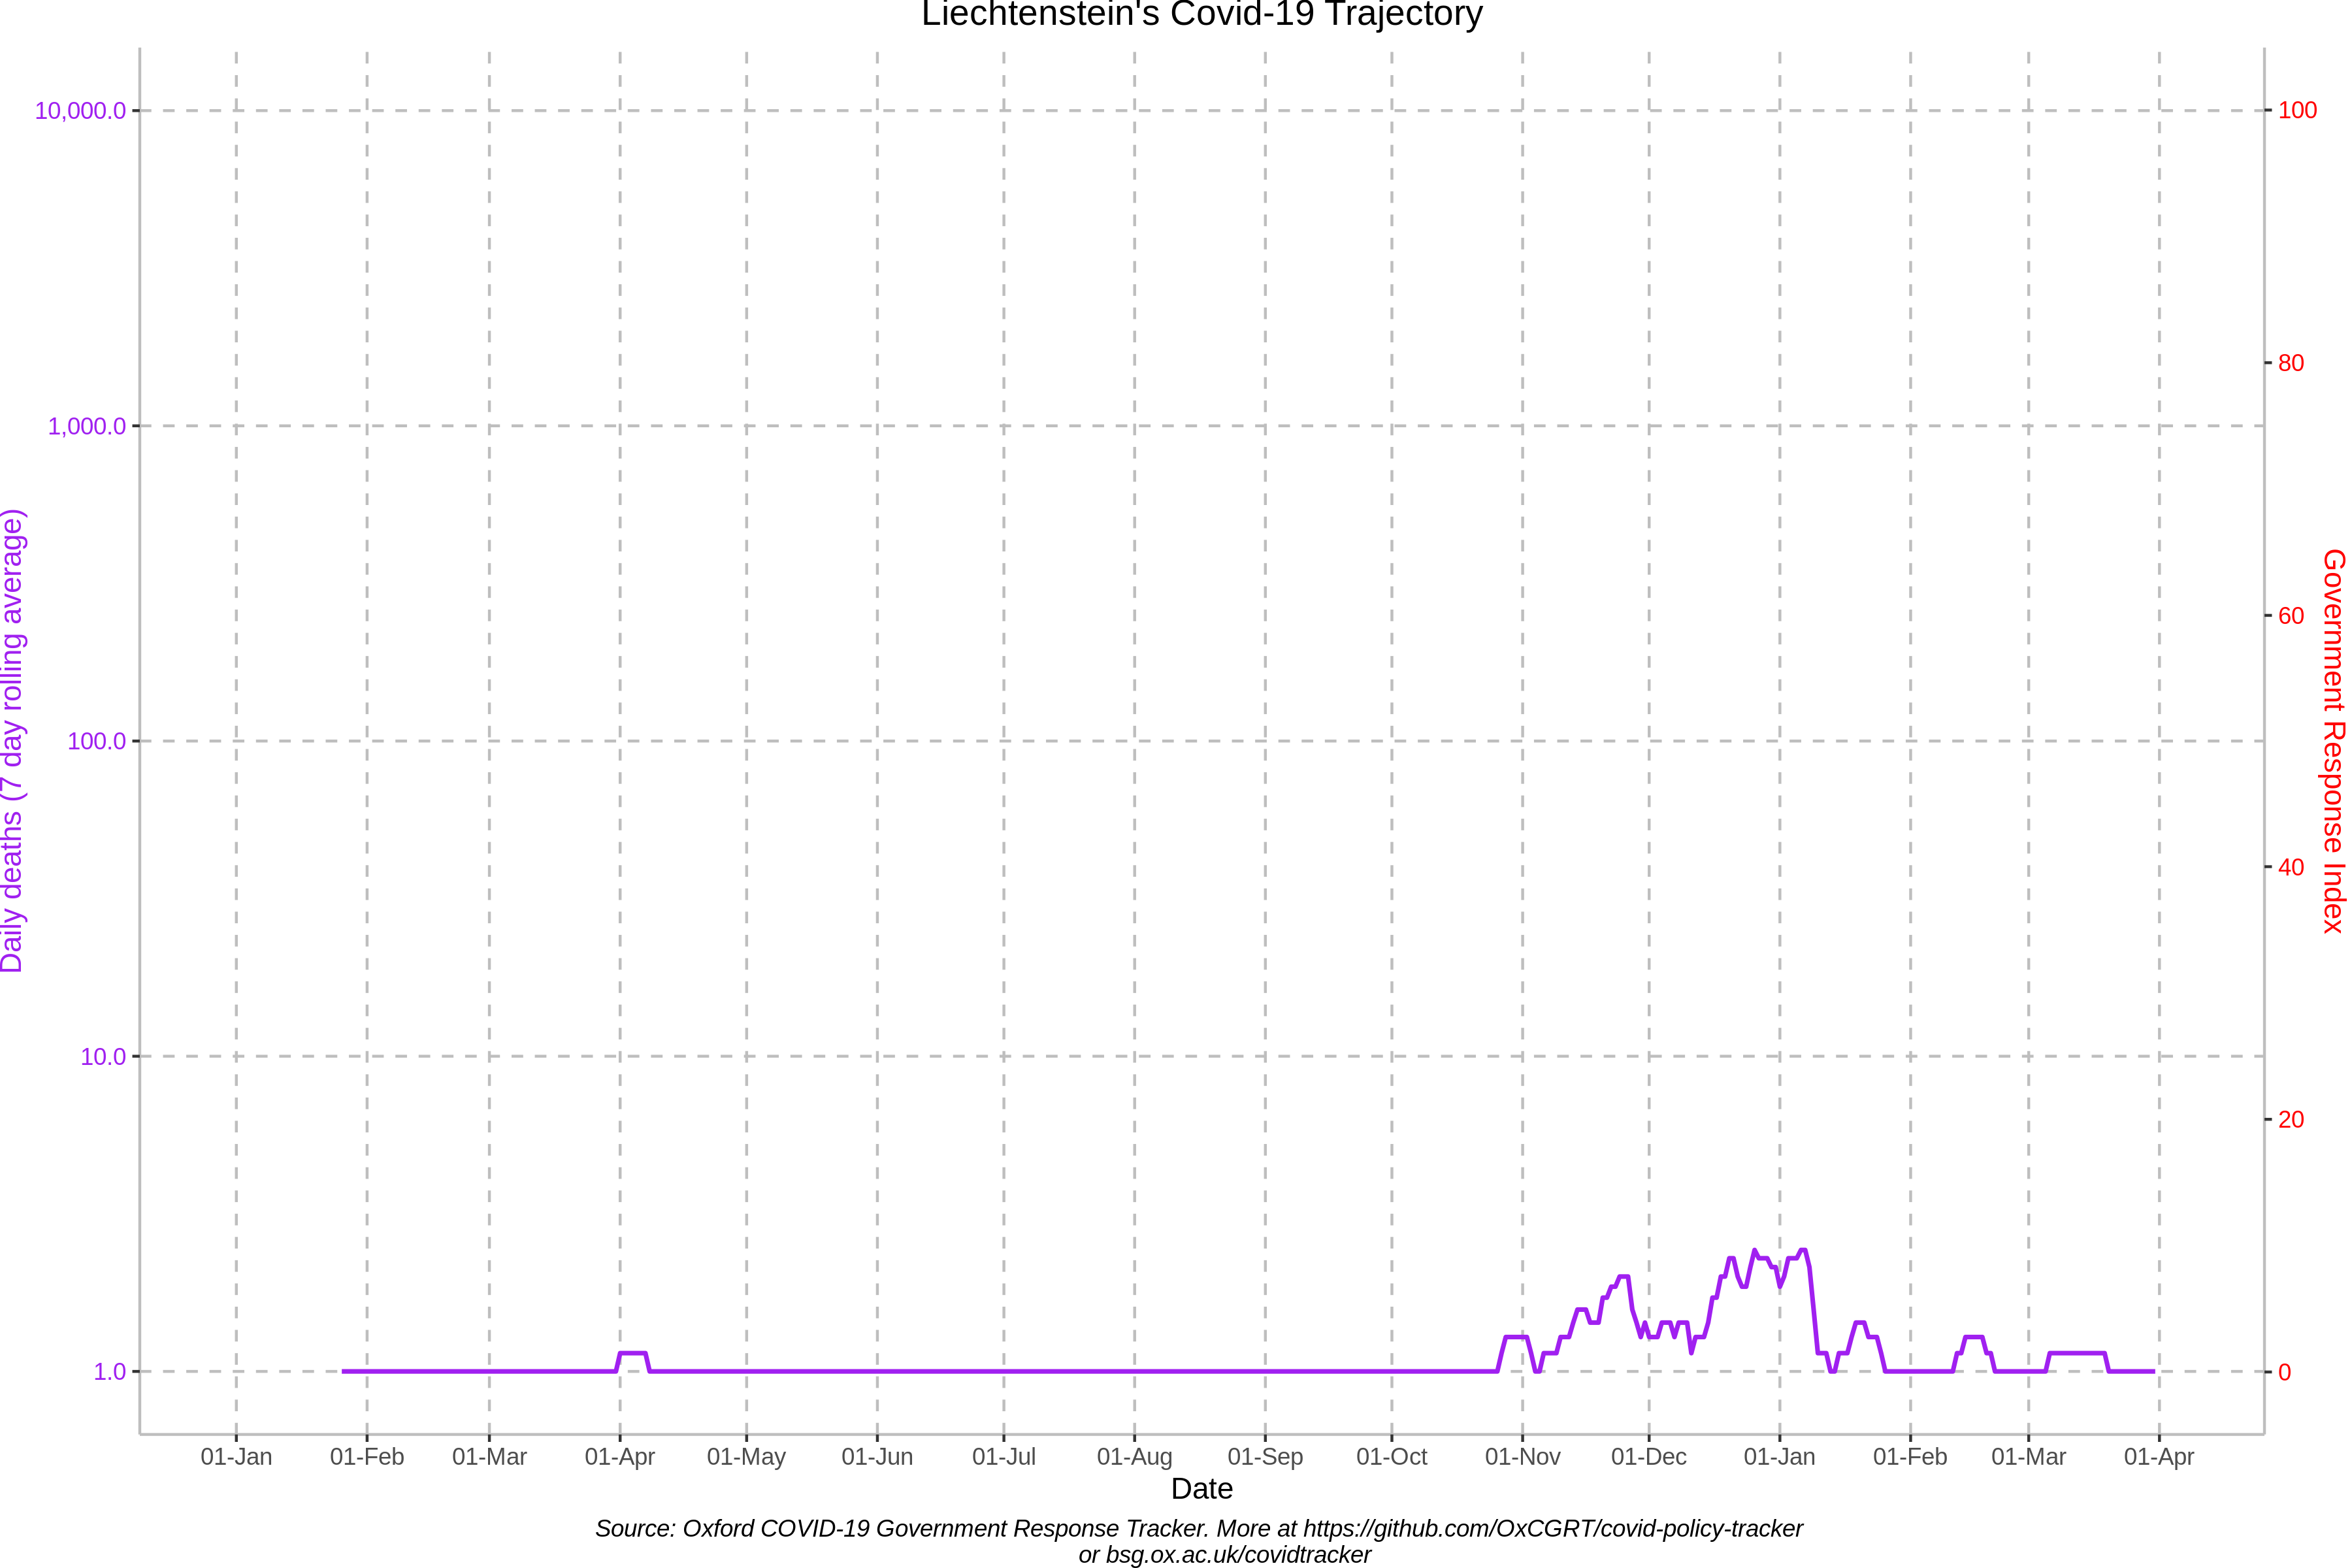 Liechtenstein's Covid-19 Trajectory
10,000.0
1,000.0
100.0
10.0
1.0
Daily deaths (7 day rolling average)
100
80
60
40
20
0
Government Response Index
01-Jan 01-Feb 01-Mar 01-Apr 01-May 01-Jun 01-Jul 01-Aug 01-Sep 01-Oct 01-Nov 01-Dec 01-Jan 01-Feb 01-Mar 01-Apr
Date
Source: Oxford COVID-19 Government Response Tracker. More at https://github.com/OxCGRT/covid-policy-tracker
or bsg.ox.ac.uk/covidtracker